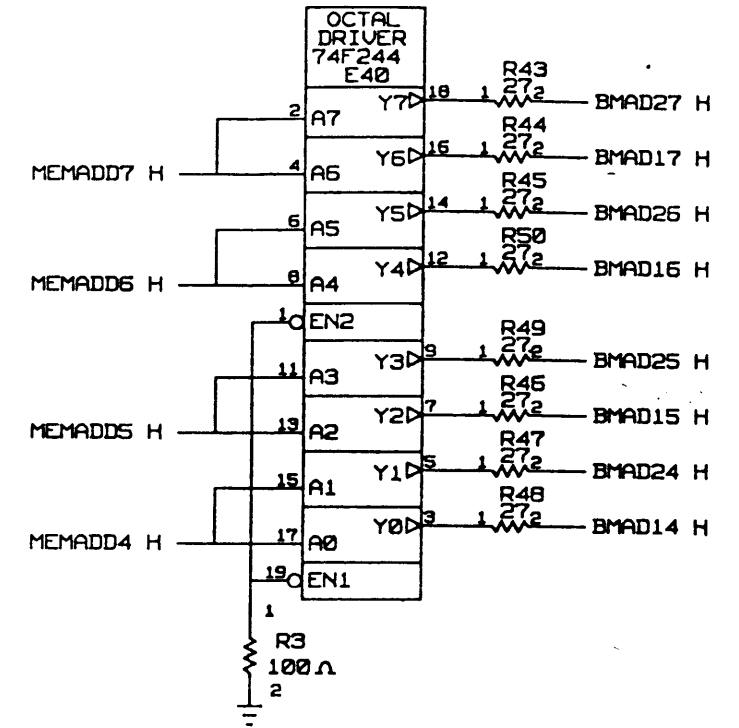 OCTAL
DRIVER
74F244
E40
R43
Y7 18 1 27 2 BMAD27 H
2 A7
R44
Y6 16 1 27 2 BMAD17 H
MEMADD7 H 4 A6
R45
Y5 14 1 27 2 BMAD26 H
6 A5
R50
Y4 12 1 27 2 BMAD16 H
MEMADD6 H 8 A4
1 EN2
R49
Y3 9 1 27 2 BMAD25 H
11 A3
R46
Y2 7 1 27 2 BMAD15 H
MEMADD5 H 13 A2
R47
Y1 5 1 27 2 BMAD24 H
15 A1
R48
Y0 3 1 27 2 BMAD14 H
MEMADD4 H 17 A0
19 EN1
1
R3
100Ω
2